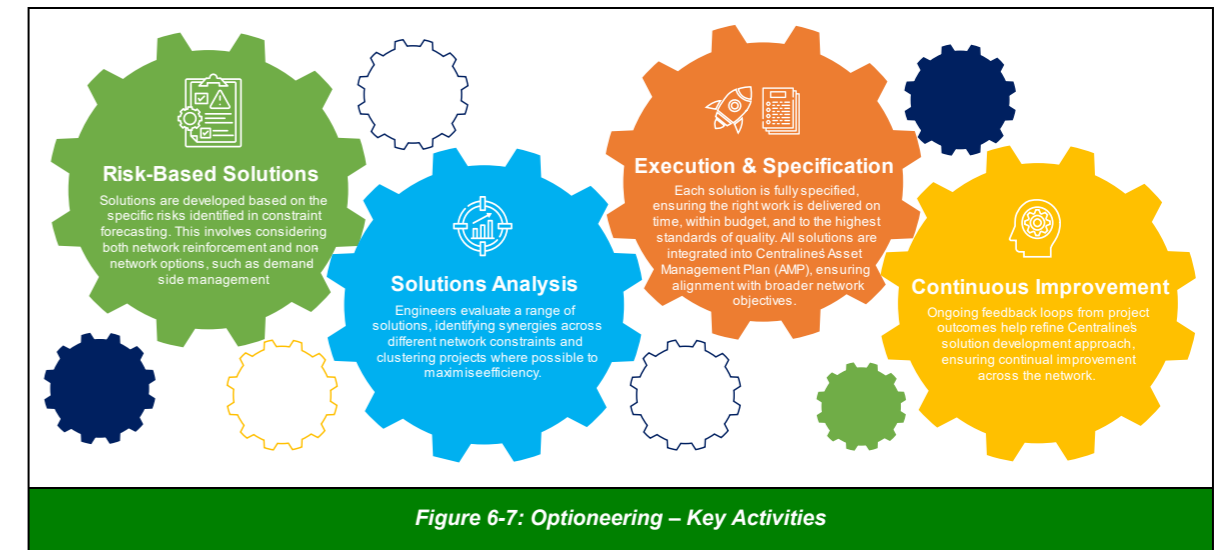 Risk-Based Solutions
Solutions are developed based on the
specific risks identified in constraint
forecasting. This involves considering
both network reinforcement and non-
network options, such as demand-
side management
Solutions Analysis
Engineers evaluate a range of
solutions, identifying synergies across
different network constraints and
clustering projects where possible to
maximiseefficiency.
Execution & Specification
Each solution is fully specified,
ensuring the right work is delivered on
time, within budget, and to the highest
standards of quality. All solutions are
integrated into Centraline's Asset
Management Plan (AMP), ensuring
alignment with broader network
objectives.
Continuous Improvement
Ongoing feedback loops from project
outcomes help refine Centraline's
solution development approach,
ensuring continual improvement
across the network.
Figure 6-7: Optioneering – Key Activities